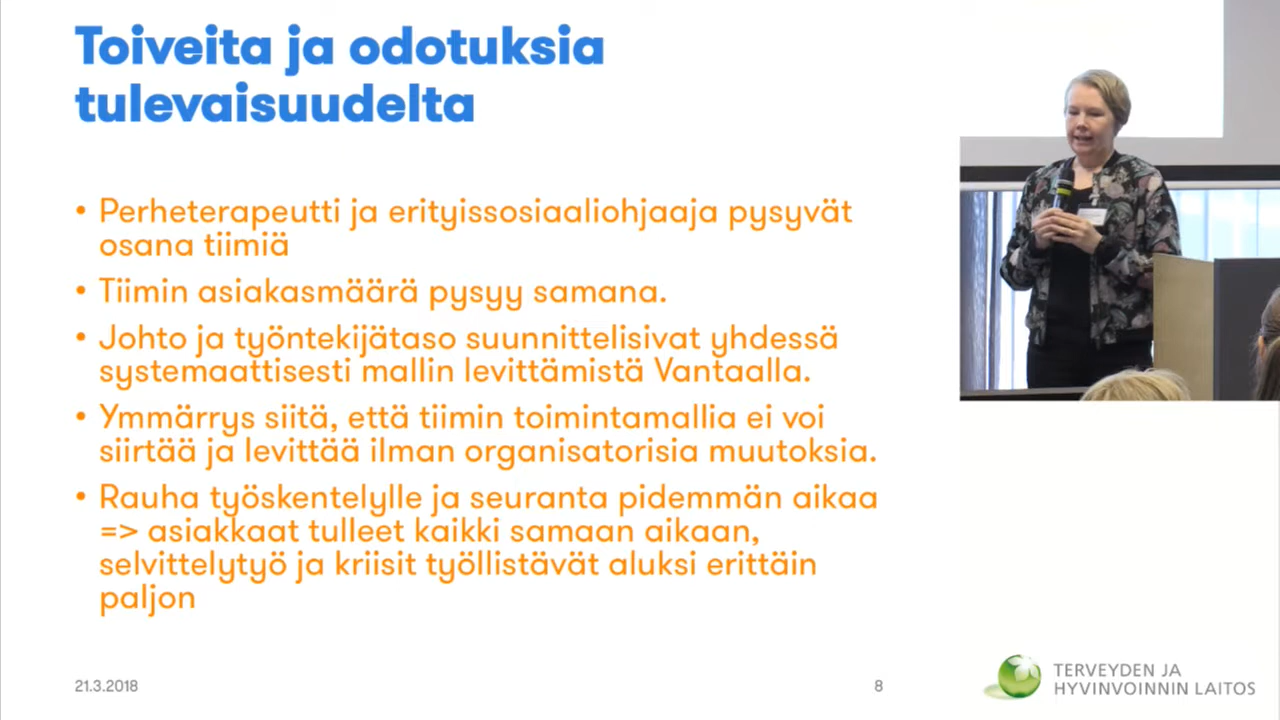 Toiveita ja odotuksia
tulevaisuudelta
• Perheterapeutti ja erityissosiaaliohjaaja pysyvät
osana tiimiä
• Tiimin asiakasmäärä pysyy samana.
• Johto ja työntekijätaso suunnittelisivat yhdessä
systemaattisesti mallin levittämistä Vantaalla.
• Ymmärrys siitä, että tiimin toimintamallia ei voi
siirtää ja levittää ilman organisatorisia muutoksia.
• Rauha työskentelylle ja seuranta pidemmän aikaa
=> asiakkaat tulleet kaikki samaan aikaan,
selvittelytyö ja kriisit työllistävät aluksi erittäin
paljon
21.3.2018
8
TERVEYDEN JA
HYVINVOINNIN LAITOS